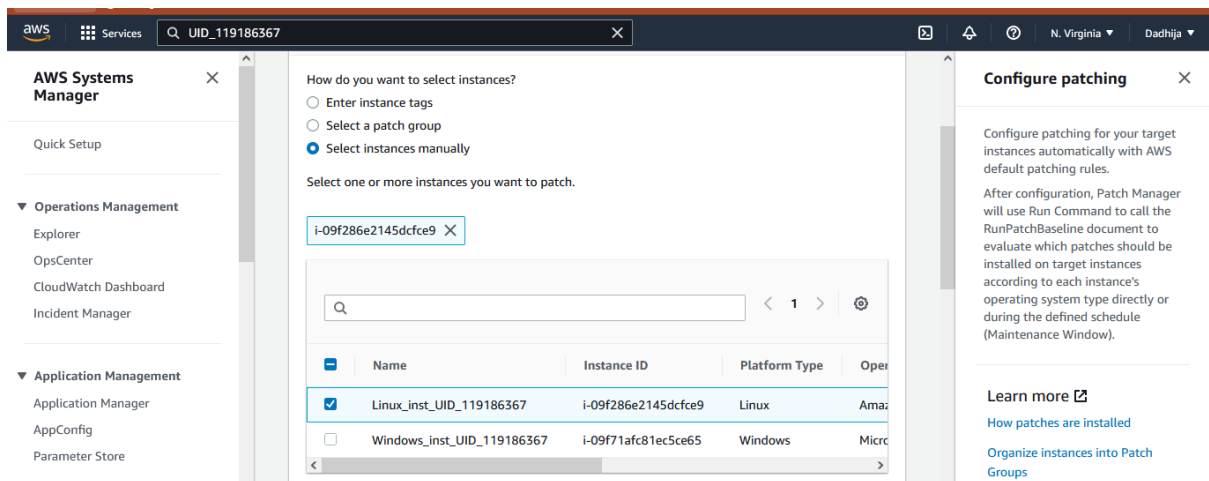 aws
Services
UID_119186367
N. Virginia
Dadhija
AWS Systems
Manager
Quick Setup
Operations Management
Explorer
OpsCenter
CloudWatch Dashboard
Incident Manager
Application Management
Application Manager
AppConfig
Parameter Store
How do you want to select instances?
Enter instance tags
Select a patch group
Select instances manually
Select one or more instances you want to patch.
i-09f286e2145dcfce9
1
Name Instance ID Platform Type Oper
Linux_inst_UID_119186367 i-09f286e2145dcfce9 Linux Amaz
Windows_inst_UID_119186367 i-09f71afc81ec5ce65 Windows Micro
Configure patching
Configure patching for your target
instances automatically with AWS
default patching rules.
After configuration, Patch Manager
will use Run Command to call the
RunPatchBaseline document to
evaluate which patches should be
installed on target instances
according to each instance's
operating system type directly or
during the defined schedule
(Maintenance Window).
Learn more
How patches are installed
Organize instances into Patch
Groups